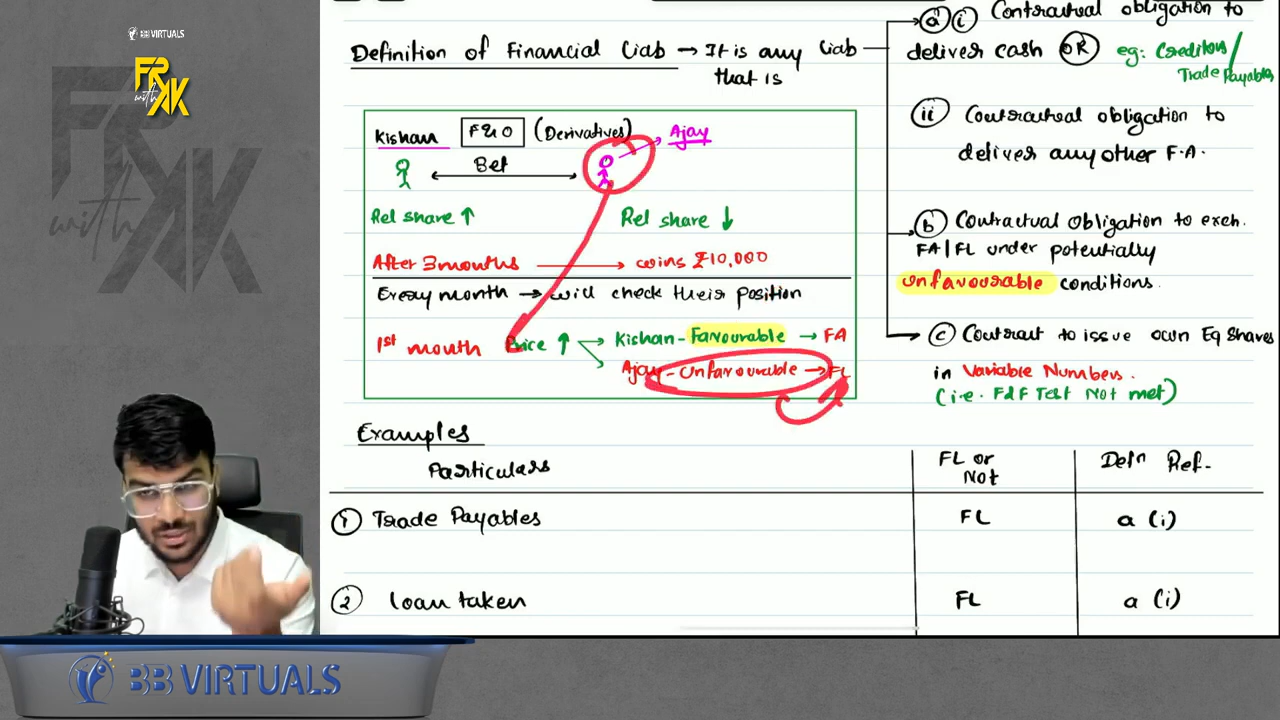 BB VIRTUALS
FR
with
AK
FR
with
AK
Definition of Financial Liab → It is any Liab
that is
a i Contractual obligation to
deliver cash OR eg: Creditors /
Trade Payables
ii Contractual obligation to
deliver any other F.A.
b Contractual obligation to exch.
FA | FL under potentially
unfavourable conditions.
c Contract to issue own Eq Shares
in Variable Numbers.
(i.e. FdF Test Not met)
Kishan F&O (Derivatives) Ajay
Bet
Rel share ↑ Rel share ↓
After 3 months → wins ₹10,000
Every month → will check their position
1st month Price ↑ Kishan - Favourable → FA
Ajay - unfavourable → FL
Examples
Particulars FL or Defn Ref-
Not
1 Trade Payables FL a (i)
2 Loan taken FL a (i)
BB VIRTUALS